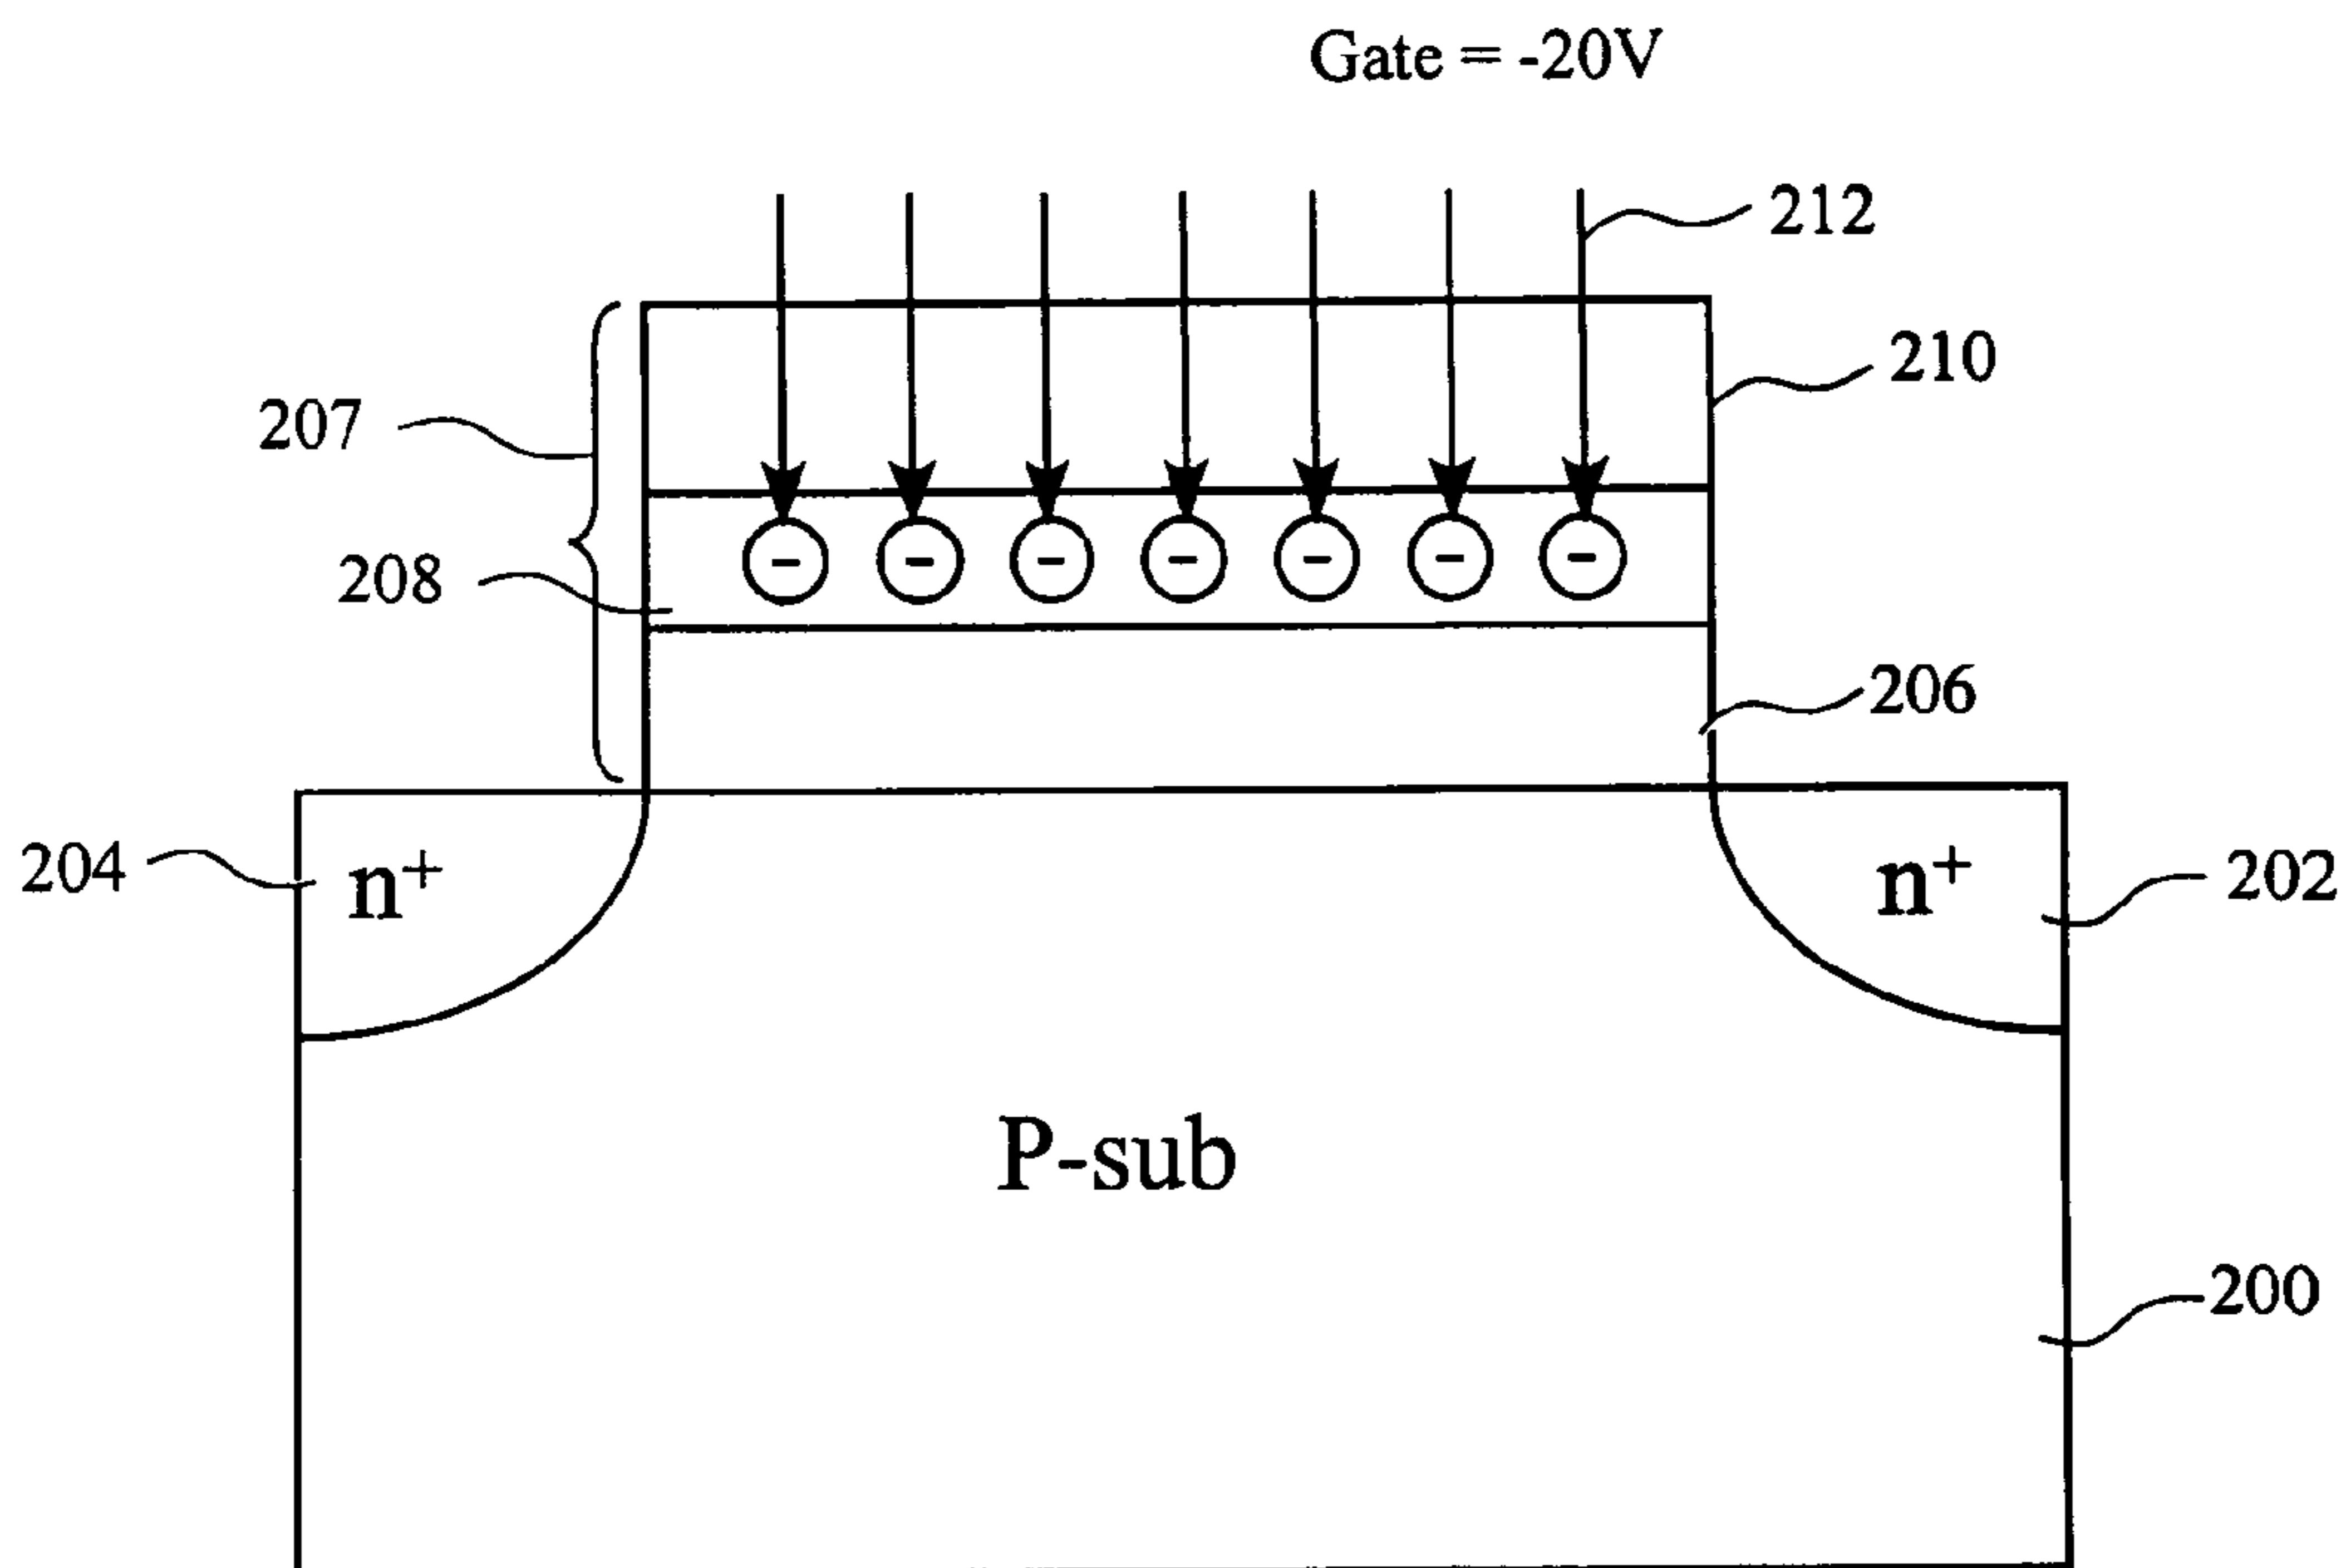 Gate = -20V
212
210
207
208
- - - - - - -
206
204
n+
n+
202
P-sub
200